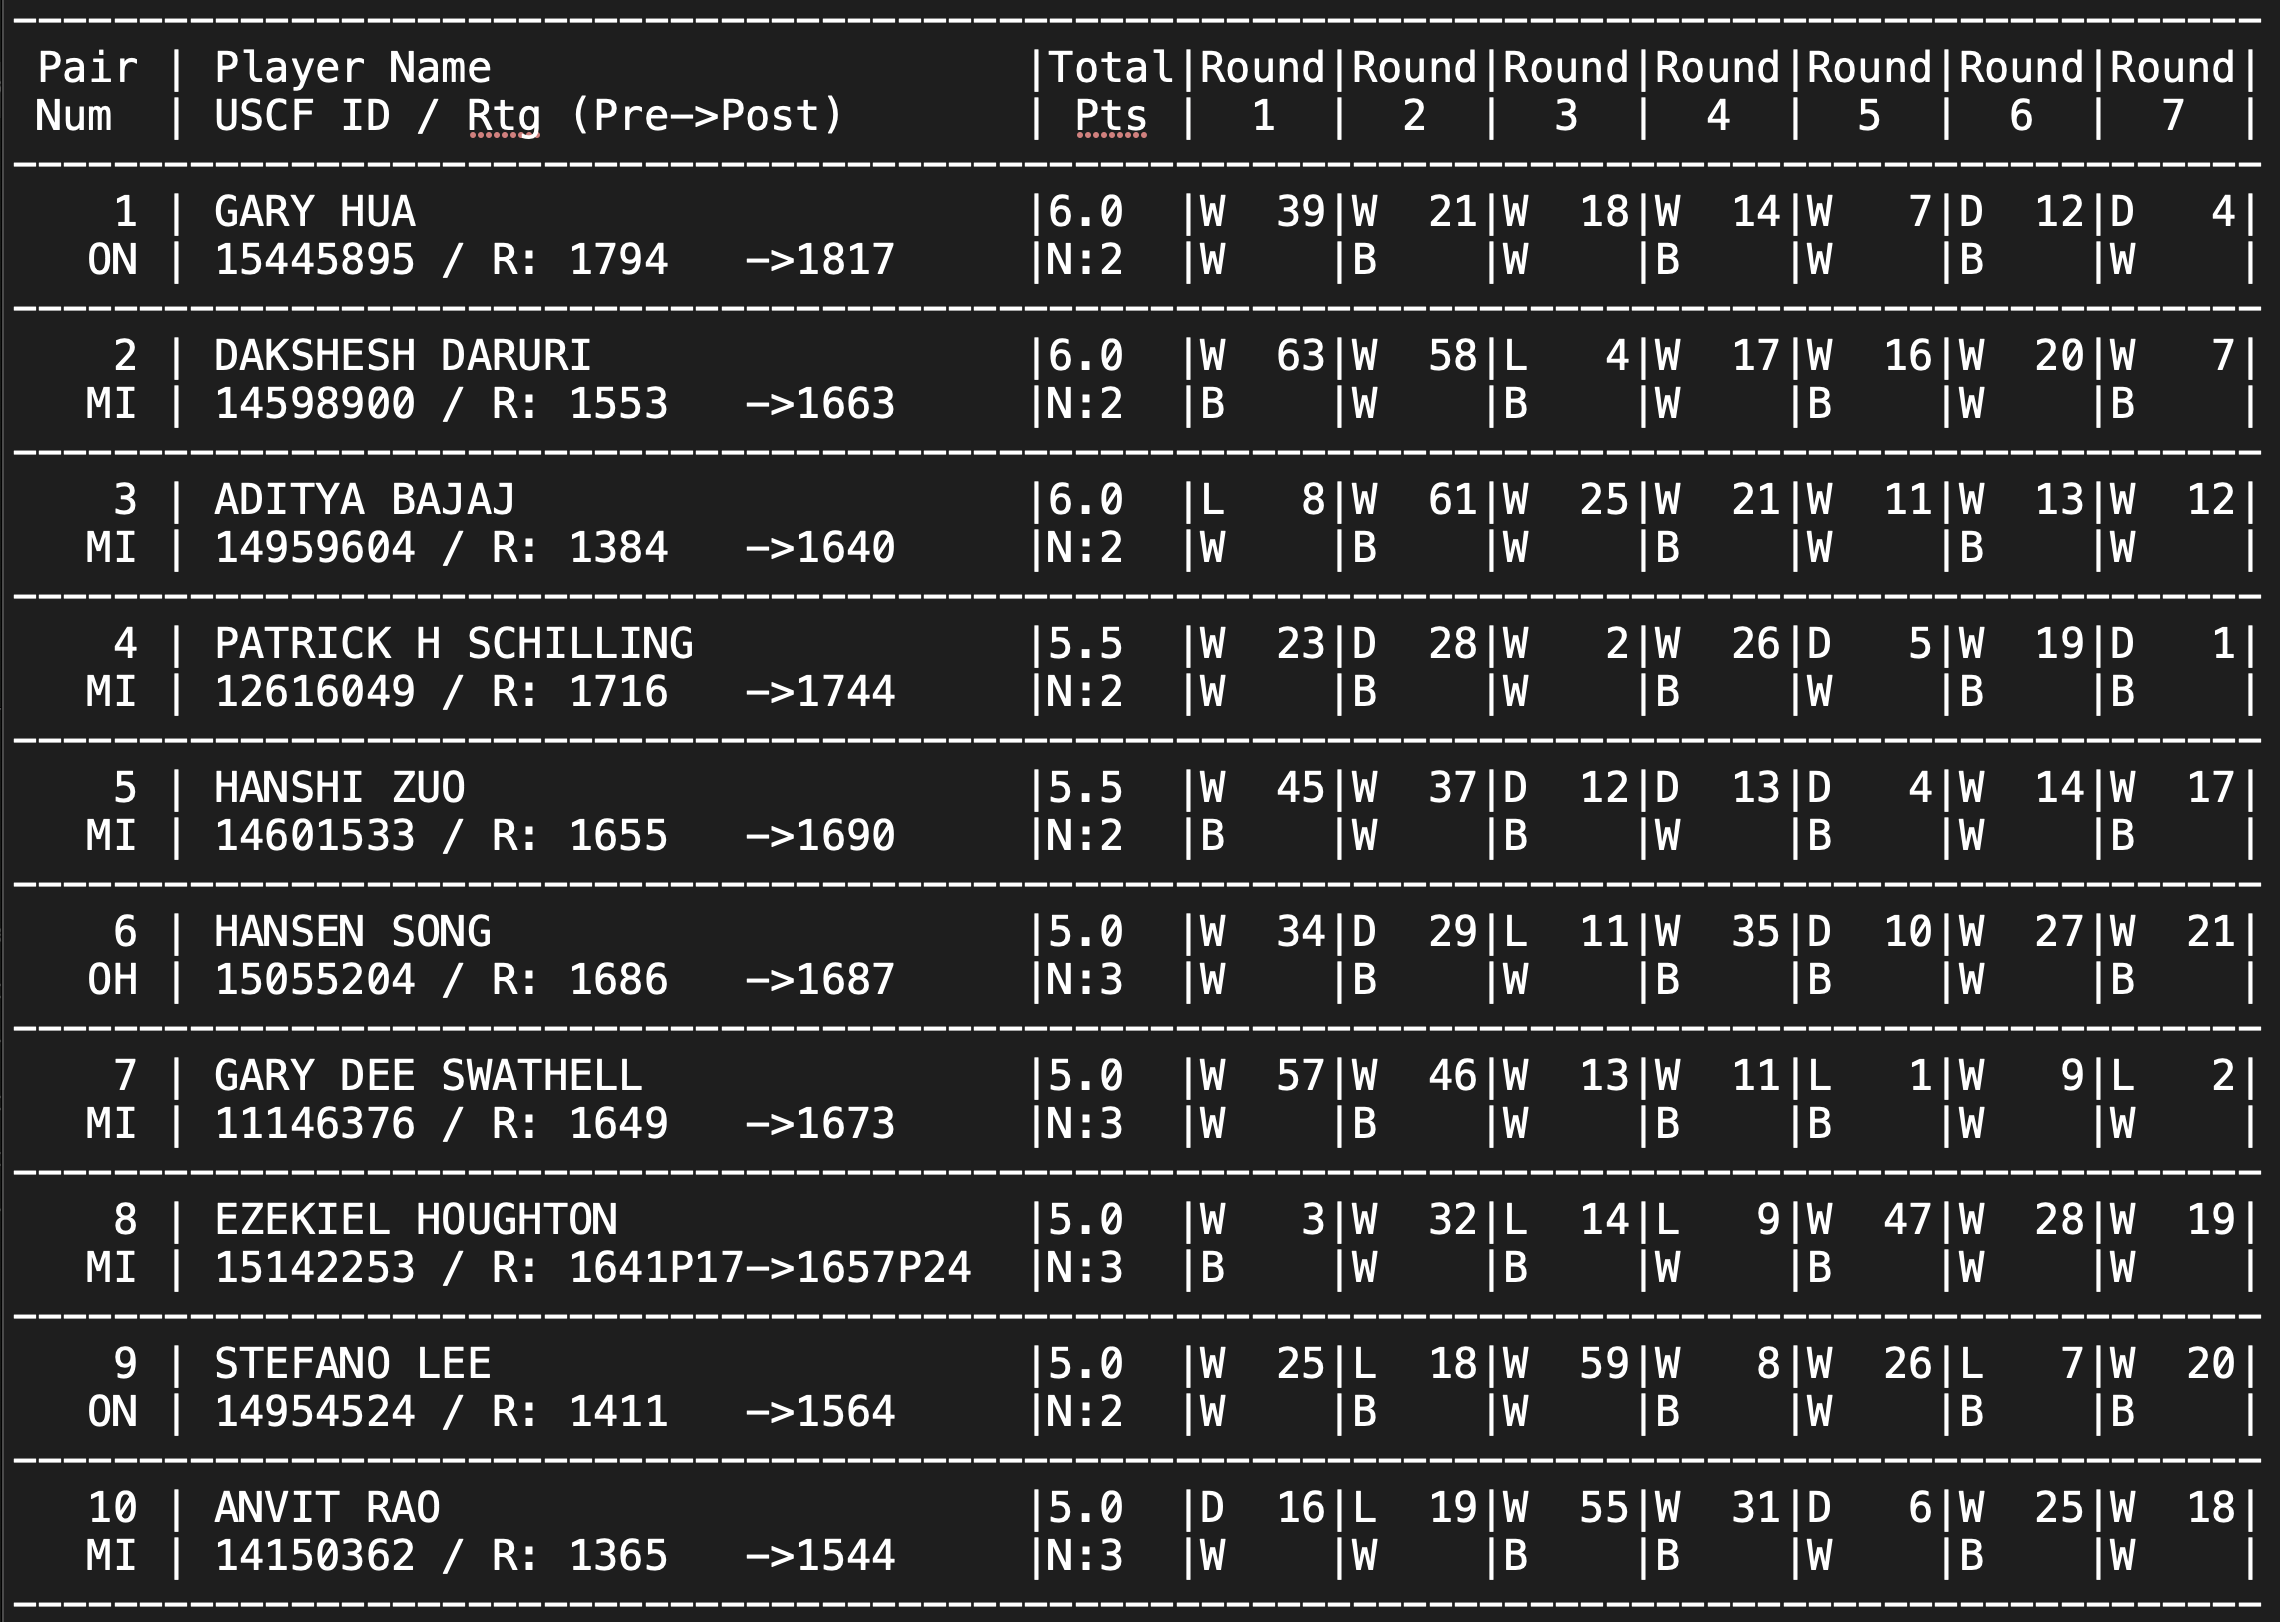 -----------------------------------------------------------------------------------------
 Pair | Player Name                     |Total|Round|Round|Round|Round|Round|Round|Round|
 Num  | USCF ID / Rtg (Pre->Post)       | Pts |  1  |  2  |  3  |  4  |  5  |  6  |  7  |
-----------------------------------------------------------------------------------------
    1 | GARY HUA                        |6.0  |W  39|W  21|W  18|W  14|W   7|D  12|D   4|
   ON | 15445895 / R: 1794   ->1817     |N:2  |W    |B    |W    |B    |W    |B    |W    |
-----------------------------------------------------------------------------------------
    2 | DAKSHESH DARURI                 |6.0  |W  63|W  58|L   4|W  17|W  16|W  20|W   7|
   MI | 14598900 / R: 1553   ->1663     |N:2  |B    |W    |B    |W    |B    |W    |B    |
-----------------------------------------------------------------------------------------
    3 | ADITYA BAJAJ                    |6.0  |L   8|W  61|W  25|W  21|W  11|W  13|W  12|
   MI | 14959604 / R: 1384   ->1640     |N:2  |W    |B    |W    |B    |W    |B    |W    |
-----------------------------------------------------------------------------------------
    4 | PATRICK H SCHILLING             |5.5  |W  23|D  28|W   2|W  26|D   5|W  19|D   1|
   MI | 12616049 / R: 1716   ->1744     |N:2  |W    |B    |W    |B    |W    |B    |B    |
-----------------------------------------------------------------------------------------
    5 | HANSHI ZUO                      |5.5  |W  45|W  37|D  12|D  13|D   4|W  14|W  17|
   MI | 14601533 / R: 1655   ->1690     |N:2  |B    |W    |B    |W    |B    |W    |B    |
-----------------------------------------------------------------------------------------
    6 | HANSEN SONG                     |5.0  |W  34|D  29|L  11|W  35|D  10|W  27|W  21|
   OH | 15055204 / R: 1686   ->1687     |N:3  |W    |B    |W    |B    |B    |W    |B    |
-----------------------------------------------------------------------------------------
    7 | GARY DEE SWATHELL               |5.0  |W  57|W  46|W  13|W  11|L   1|W   9|L   2|
   MI | 11146376 / R: 1649   ->1673     |N:3  |W    |B    |W    |B    |B    |W    |W    |
-----------------------------------------------------------------------------------------
    8 | EZEKIEL HOUGHTON                |5.0  |W   3|W  32|L  14|L   9|W  47|W  28|W  19|
   MI | 15142253 / R: 1641P17->1657P24  |N:3  |B    |W    |B    |W    |B    |W    |W    |
-----------------------------------------------------------------------------------------
    9 | STEFANO LEE                     |5.0  |W  25|L  18|W  59|W   8|W  26|L   7|W  20|
   ON | 14954524 / R: 1411   ->1564     |N:2  |W    |B    |W    |B    |W    |B    |B    |
-----------------------------------------------------------------------------------------
   10 | ANVIT RAO                       |5.0  |D  16|L  19|W  55|W  31|D   6|W  25|W  18|
   MI | 14150362 / R: 1365   ->1544     |N:3  |W    |W    |B    |B    |W    |B    |W    |
-----------------------------------------------------------------------------------------